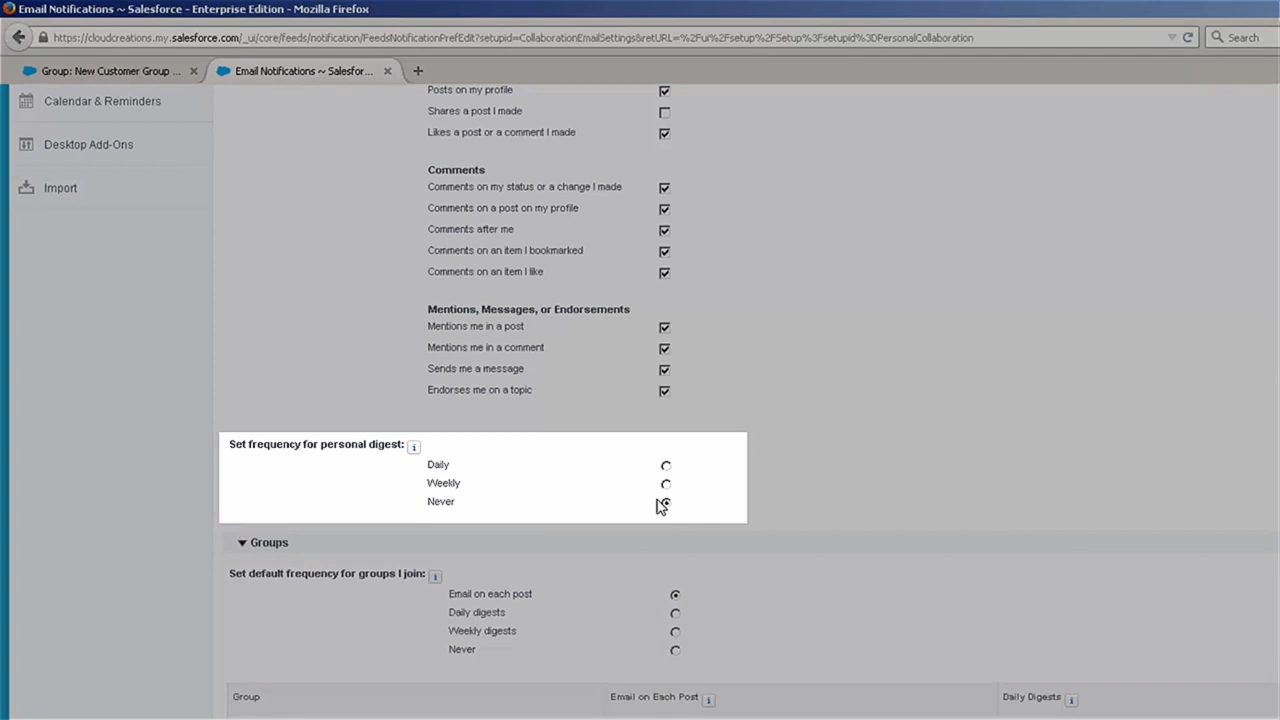 Email Notifications ~ Salesforce - Enterprise Edition - Mozilla Firefox
https://cloudcreations.my.salesforce.com/_ui/core/feeds/notification/FeedsNotificationPrefEdit?setupid=CollaborationEmailSettings&retURL=%2Fui%2Fsetup%2FSetup%3Fsetupid%3DPersonalCollaboration
Search
Group: New Customer Group ...
Email Notifications ~ Salesfor...
Calendar & Reminders
Desktop Add-Ons
Import
Posts on my profile
Shares a post I made
Likes a post or a comment I made
Comments
Comments on my status or a change I made
Comments on a post on my profile
Comments after me
Comments on an item I bookmarked
Comments on an item I like
Mentions, Messages, or Endorsements
Mentions me in a post
Mentions me in a comment
Sends me a message
Endorses me on a topic
Set frequency for personal digest: i
Daily
Weekly
Never
Groups
Set default frequency for groups I join: i
Email on each post
Daily digests
Weekly digests
Never
Group Email on Each Post i Daily Digests i